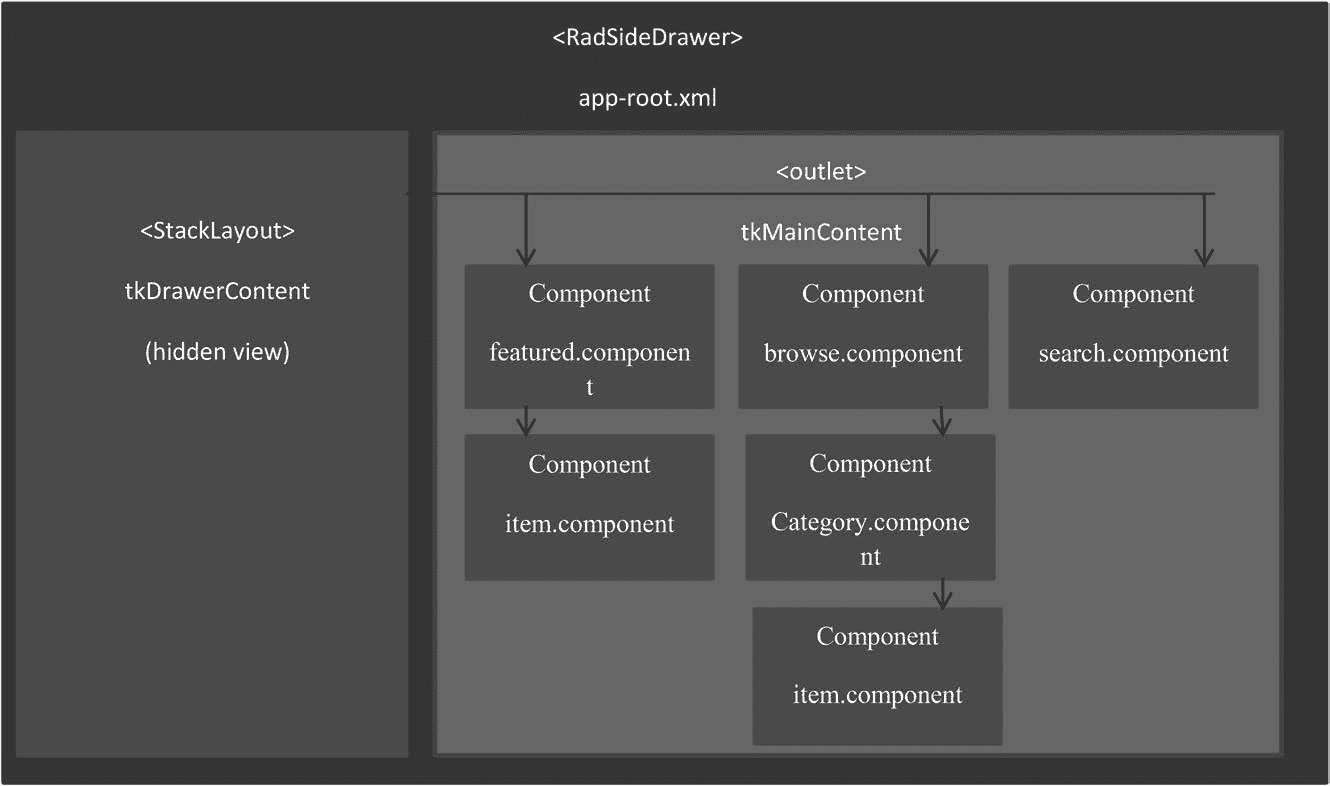 <RadSideDrawer>
app-root.xml
<StackLayout>
tkDrawerContent
(hidden view)
<outlet>
tkMainContent
Component
featured.componen
t
Component
browse.component
Component
search.component
Component
item.component
Component
Category.compone
nt
Component
item.component